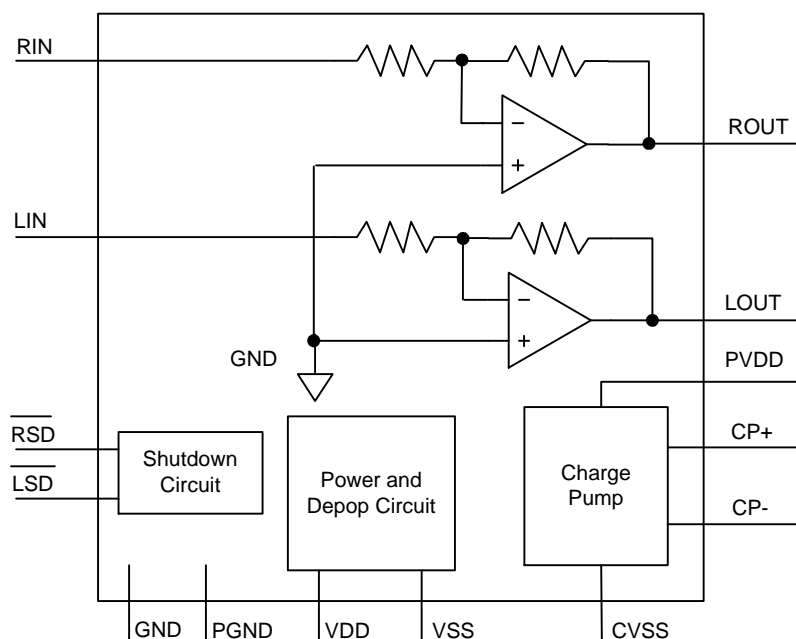 RIN
ROUT
−
+
LIN
LOUT
−
+
GND
PVDD
RSD
LSD
Shutdown
Circuit
Power and
Depop Circuit
Charge
Pump
CP+
CP-
GND PGND VDD VSS CVSS